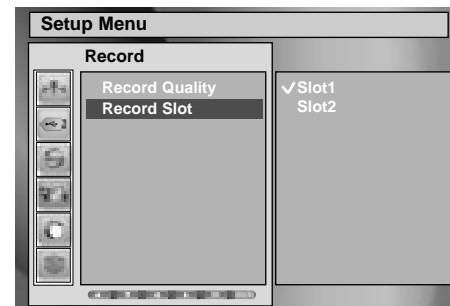 Setup Menu
Record
Record Quality
Record Slot
✓Slot1
Slot2